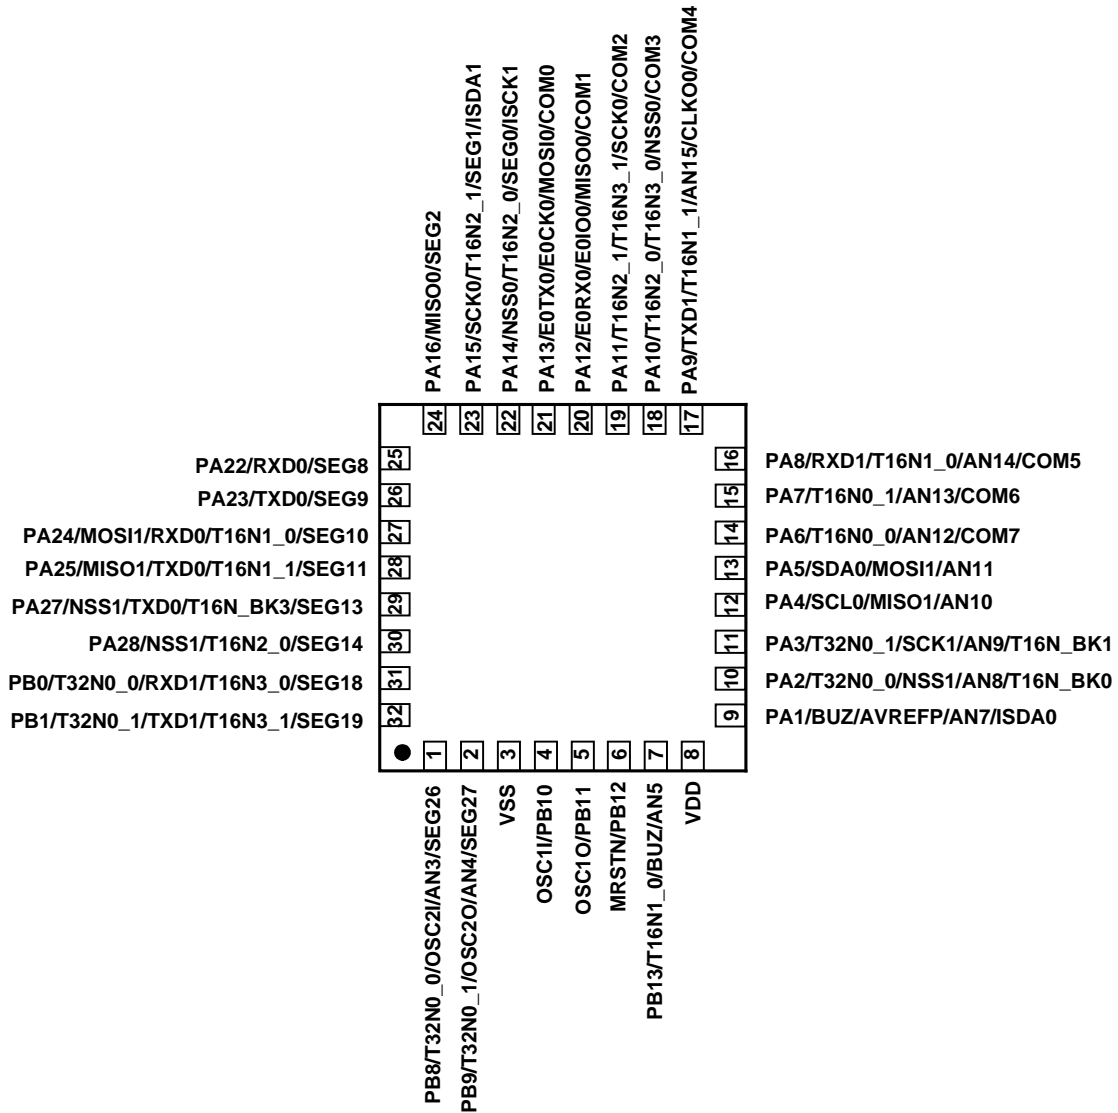 PA16/MISO0/SEG2
PA15/SCK0/T16N2_1/SEG1/ISDA1
PA14/NSS0/T16N2_0/SEG0/ISCK1
PA13/E0TX0/E0CK0/MOSI0/COM0
PA12/E0RX0/E0IO0/MISO0/COM1
PA11/T16N2_1/T16N3_1/SCK0/COM2
PA10/T16N2_0/T16N3_0/NSS0/COM3
PA9/TXD1/T16N1_1/AN15/CLKO0/COM4
24
23
22
21
20
19
18
17
PA22/RXD0/SEG8
25
PA23/TXD0/SEG9
26
PA24/MOSI1/RXD0/T16N1_0/SEG10
27
PA25/MISO1/TXD0/T16N1_1/SEG11
28
PA27/NSS1/TXD0/T16N_BK3/SEG13
29
PA28/NSS1/T16N2_0/SEG14
30
PB0/T32N0_0/RXD1/T16N3_0/SEG18
31
PB1/T32N0_1/TXD1/T16N3_1/SEG19
32
16
PA8/RXD1/T16N1_0/AN14/COM5
15
PA7/T16N0_1/AN13/COM6
14
PA6/T16N0_0/AN12/COM7
13
PA5/SDA0/MOSI1/AN11
12
PA4/SCL0/MISO1/AN10
11
PA3/T32N0_1/SCK1/AN9/T16N_BK1
10
PA2/T32N0_0/NSS1/AN8/T16N_BK0
9
PA1/BUZ/AVREFP/AN7/ISDA0
1
2
3
4
5
6
7
8
PB8/T32N0_0/OSC2I/AN3/SEG26
PB9/T32N0_1/OSC2O/AN4/SEG27
VSS
OSC1I/PB10
OSC1O/PB11
MRSTN/PB12
PB13/T16N1_0/BUZ/AN5
VDD